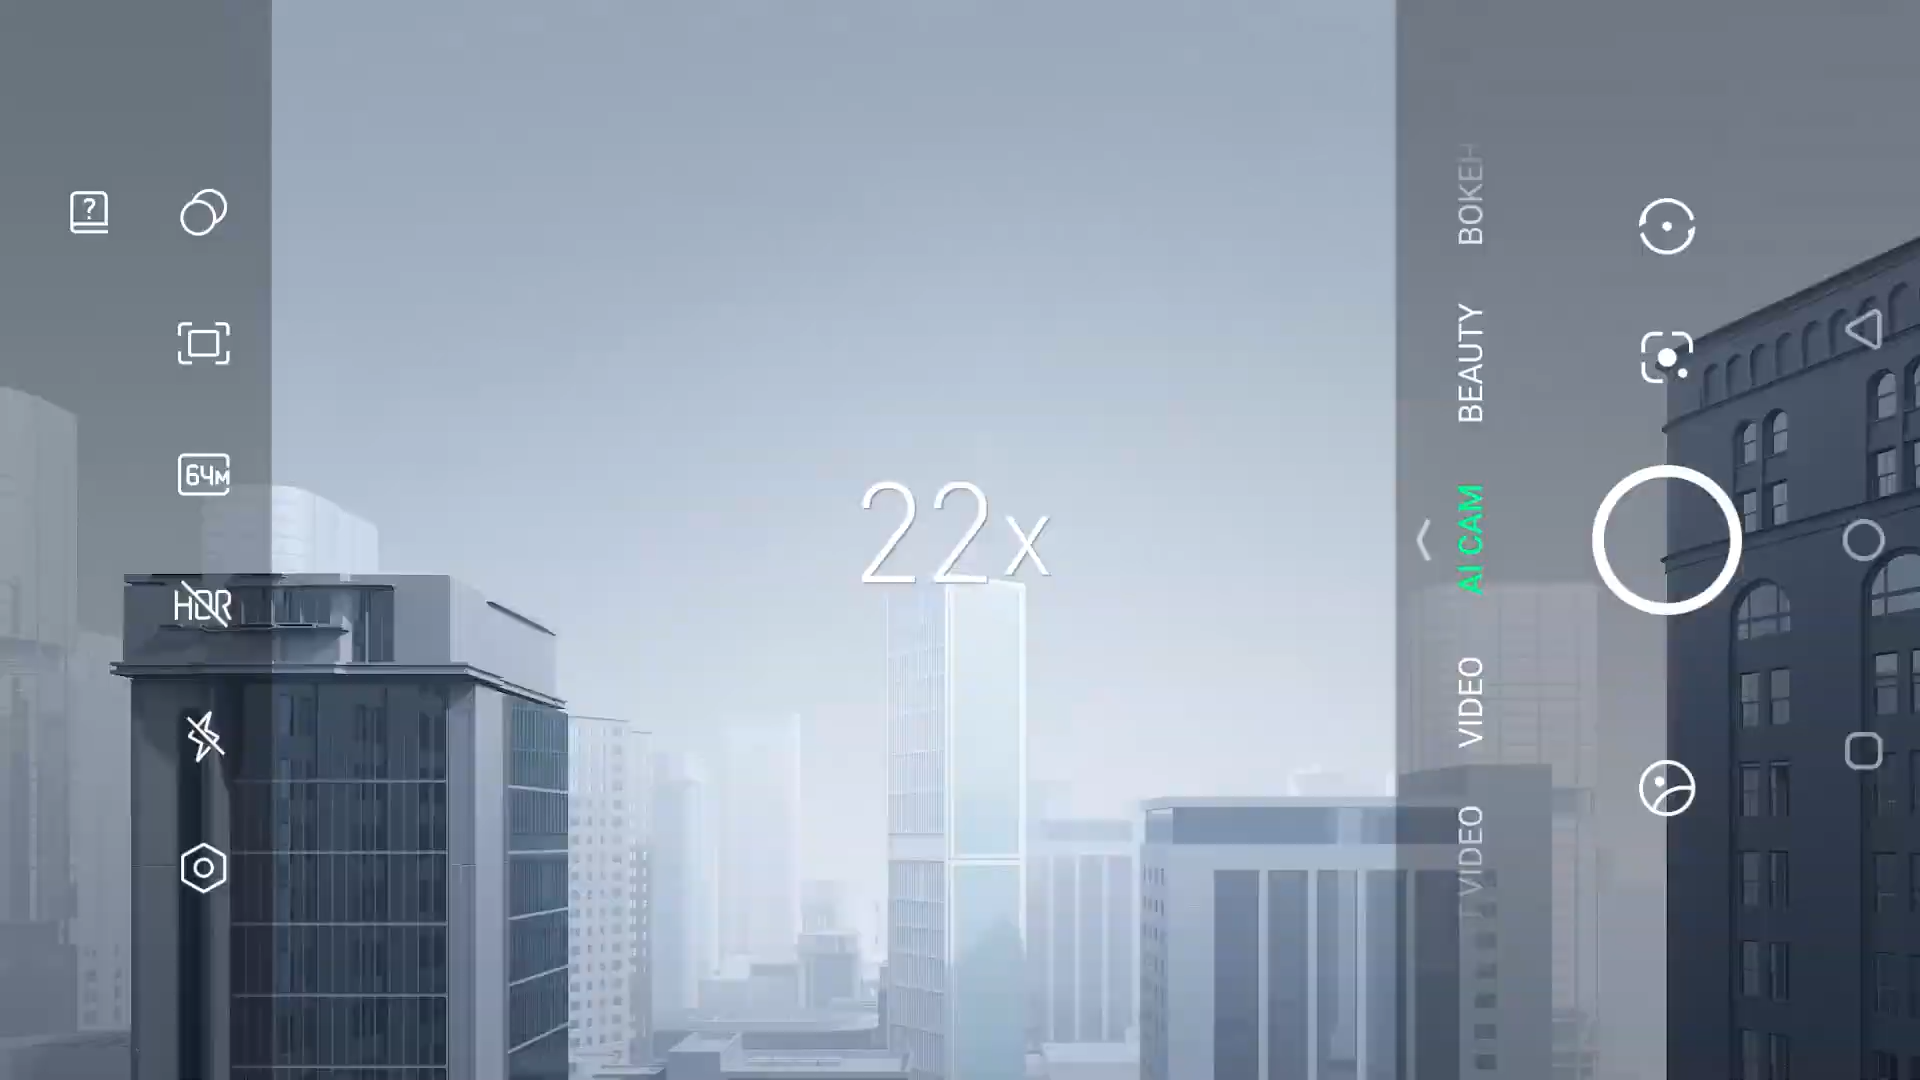 ?
64M
HDR
22x
BOKEH
BEAUTY
AI CAM
VIDEO
VIDEO